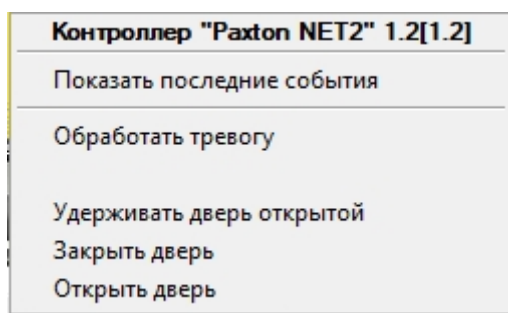 Контроллер "Paxton NET2" 1.2[1.2]
Показать последние события
Обработать тревогу
Удерживать дверь открытой
Закрыть дверь
Открыть дверь